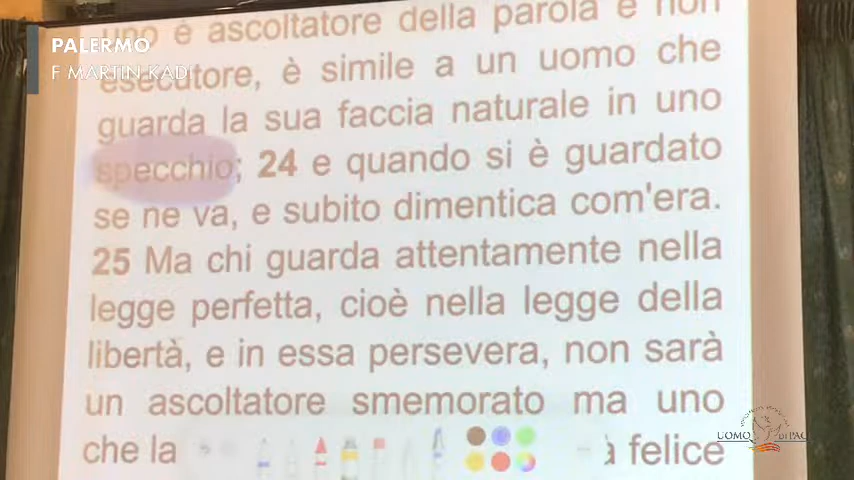 PALERMO
F MARTIN KADI
uno è ascoltatore della parola e non
esecutore, è simile a un uomo che
guarda la sua faccia naturale in uno
specchio; 24 e quando si è guardato
se ne va, e subito dimentica com'era.
25 Ma chi guarda attentamente nella
legge perfetta, cioè nella legge della
libertà, e in essa persevera, non sarà
un ascoltatore smemorato ma uno
che la à felice
UOMO DI PACE